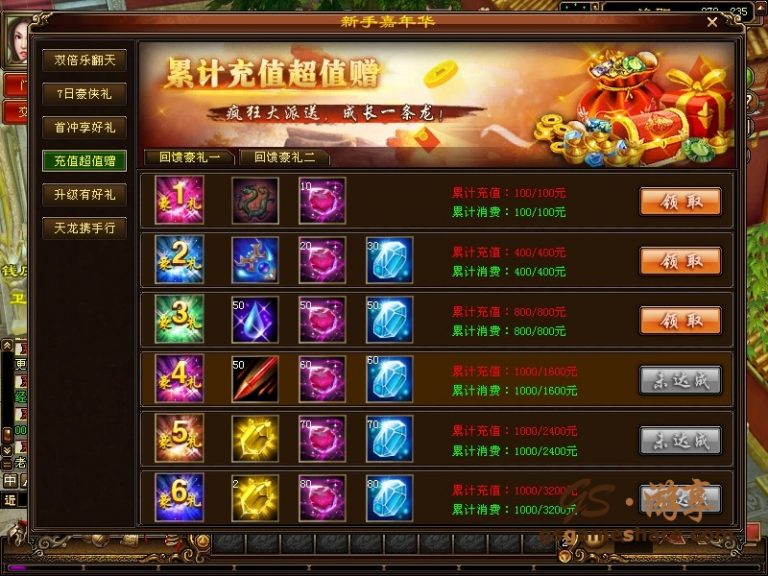 新手嘉年华
双倍乐翻天
7日豪侠礼
首冲享好礼
充值超值赠
升级有好礼
天龙携手行
累计充值超值赠
疯狂大派送，成长一条龙！
回馈豪礼一
回馈豪礼二
1
豪礼
10
累计充值：100/100元
累计消费：100/100元
领取
2
豪礼
20
30
累计充值：400/400元
累计消费：400/400元
领取
3
豪礼
50
50
50
累计充值：800/800元
累计消费：800/800元
领取
4
豪礼
50
60
60
累计充值：1000/1600元
累计消费：1000/1600元
未达成
5
豪礼
70
70
累计充值：1000/2400元
累计消费：1000/2400元
未达成
6
豪礼
2
80
80
累计充值：1000/3200元
累计消费：1000/3200元
GS·游享